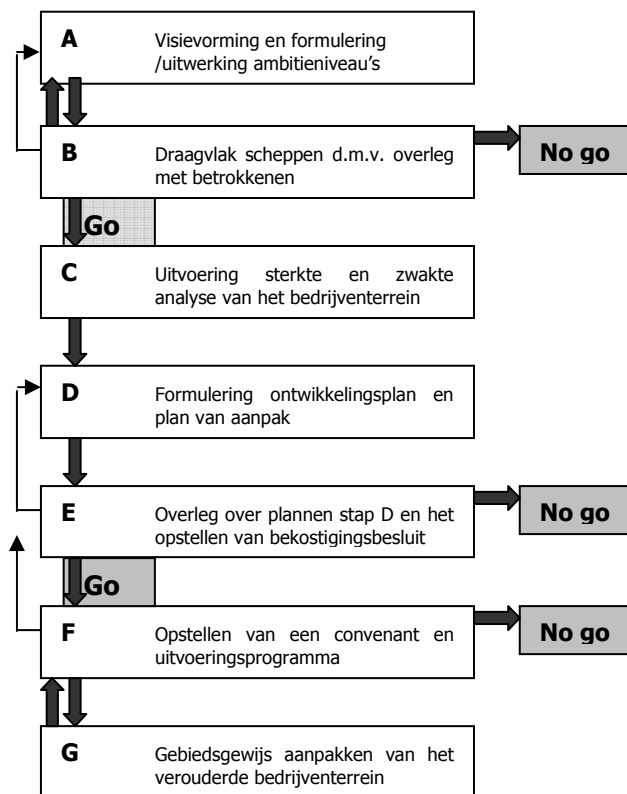 A Visievorming en formulering
/uitwerking ambitieniveau's
B Draagvlak scheppen d.m.v. overleg
met betrokkenen
No go
Go
C Uitvoering sterkte en zwakte
analyse van het bedrijventerrein
D Formulering ontwikkelingsplan en
plan van aanpak
E Overleg over plannen stap D en het
opstellen van bekostigingsbesluit
No go
Go
F Opstellen van een convenant en
uitvoeringsprogramma
No go
G Gebiedsgewijs aanpakken van het
verouderde bedrijventerrein